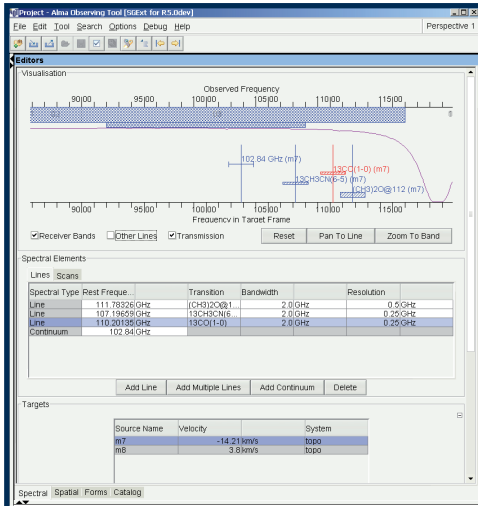 Project - Alma Observing Tool [SGExt for R5.0dev]
File Edit Tool Search Options Debug Help Perspective 1
Editors
Visualisation
Observed Frequency
90|00 95|00 100|00 105|00 110|00 115|00
102.84 GHz (m7)
13CO(1-0) (m7)
13CH3CN(6-5) (m7)
(CH3)2O@112 (m7)
90|00 95|00 100|00 105|00 110|00 115|00
Frequency in Target Frame
Receiver Bands Other Lines Transmission Reset Pan To Line Zoom To Band
Spectral Elements
Lines Scans
Spectral Type Rest Freque... Transition Bandwidth Resolution
Line 111.78326 GHz (CH3)2O@1... 2.0 GHz 0.5 GHz
Line 107.19659 GHz 13CH3CN(6... 2.0 GHz 0.25 GHz
Line 110.20135 GHz 13CO(1-0) 2.0 GHz 0.25 GHz
Continuum 102.84 GHz
Add Line Add Multiple Lines Add Continuum Delete
Targets
Source Name Velocity System
m7 -14.21 km/s topo
m8 3.8 km/s topo
Spectral Spatial Forms Catalog